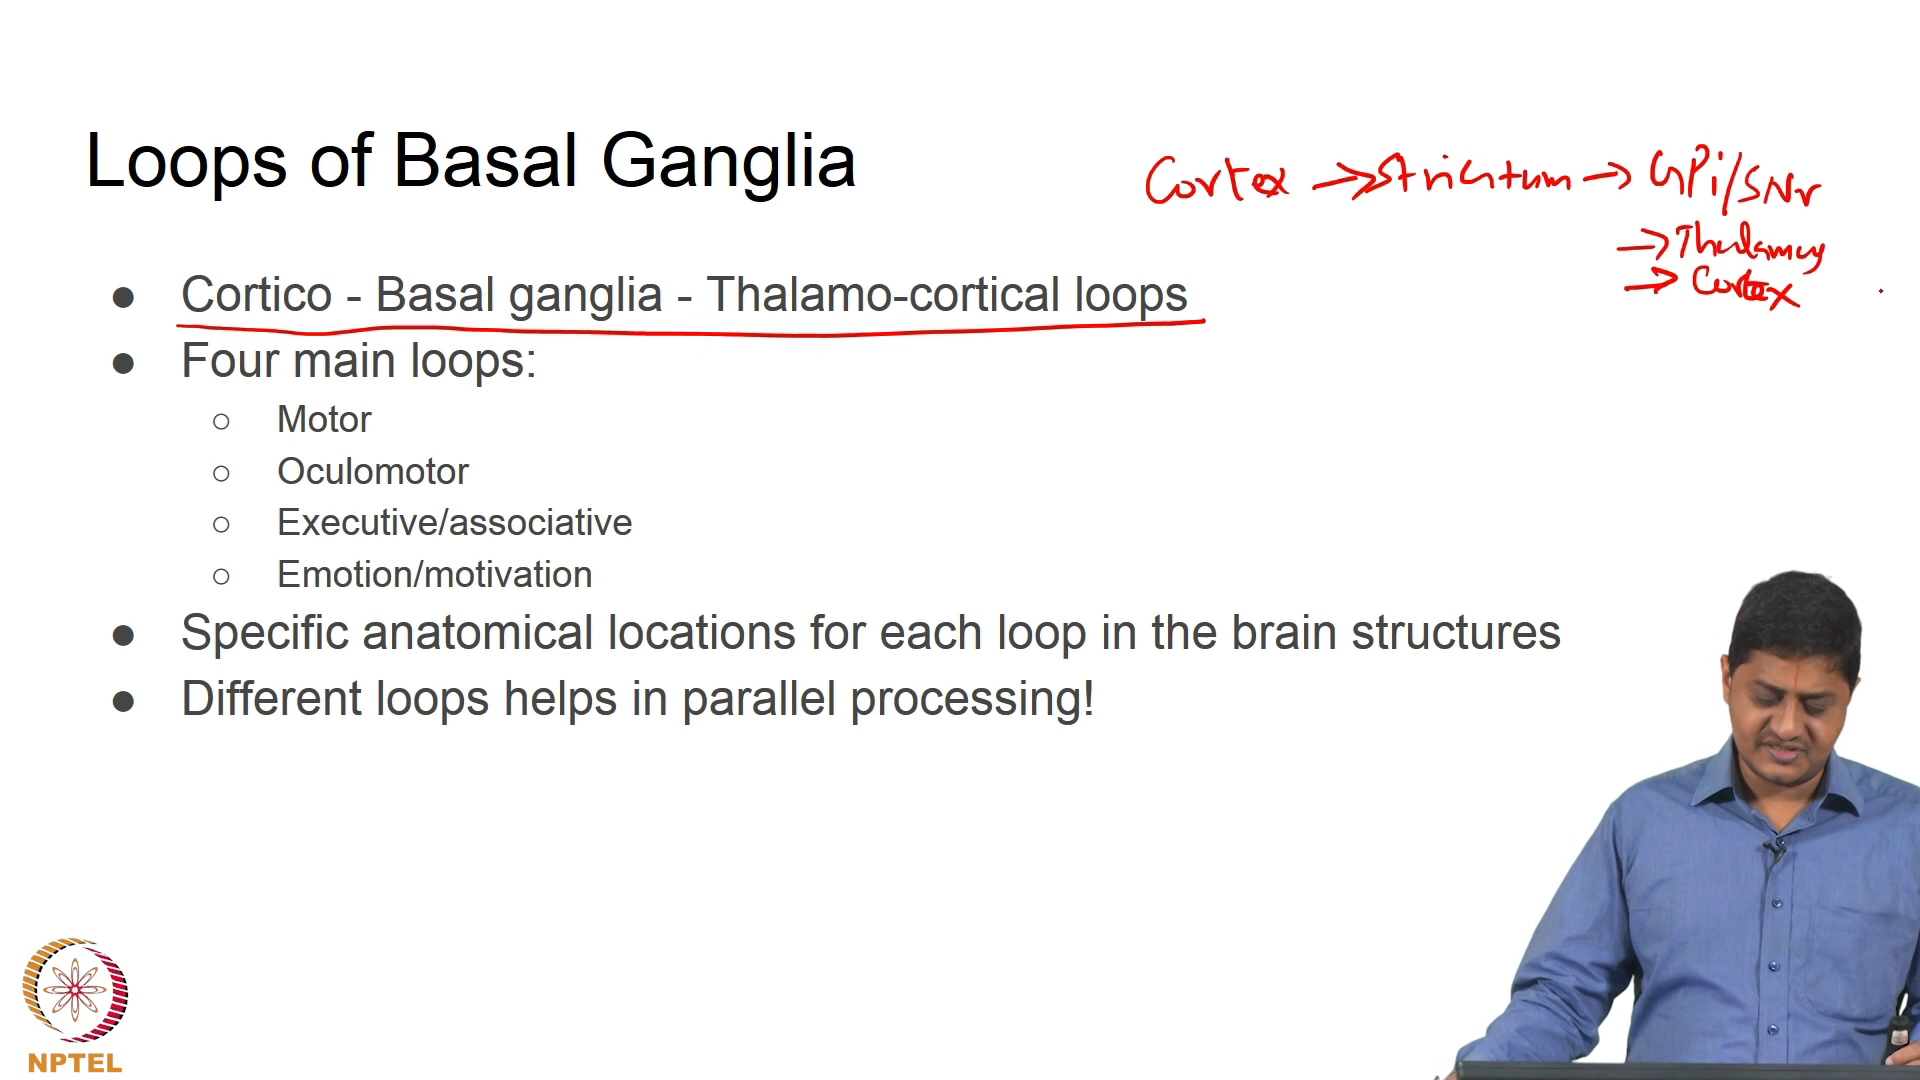 Loops of Basal Ganglia
Cortex → Striatum → GPi/SNr
→ Thalamus
→ Cortex
● Cortico - Basal ganglia - Thalamo-cortical loops
● Four main loops:
○ Motor
○ Oculomotor
○ Executive/associative
○ Emotion/motivation
● Specific anatomical locations for each loop in the brain structures
● Different loops helps in parallel processing!
NPTEL